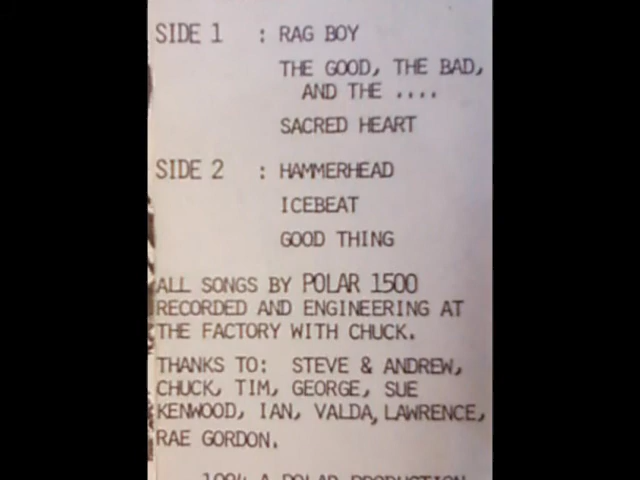 SIDE 1 : RAG BOY
THE GOOD, THE BAD,
AND THE ....
SACRED HEART
SIDE 2 : HAMMERHEAD
ICEBEAT
GOOD THING
ALL SONGS BY POLAR 1500
RECORDED AND ENGINEERING AT
THE FACTORY WITH CHUCK.
THANKS TO: STEVE & ANDREW,
CHUCK, TIM, GEORGE, SUE
KENWOOD, IAN, VALDA, LAWRENCE,
RAE GORDON.
A POLAR PRODUCTION